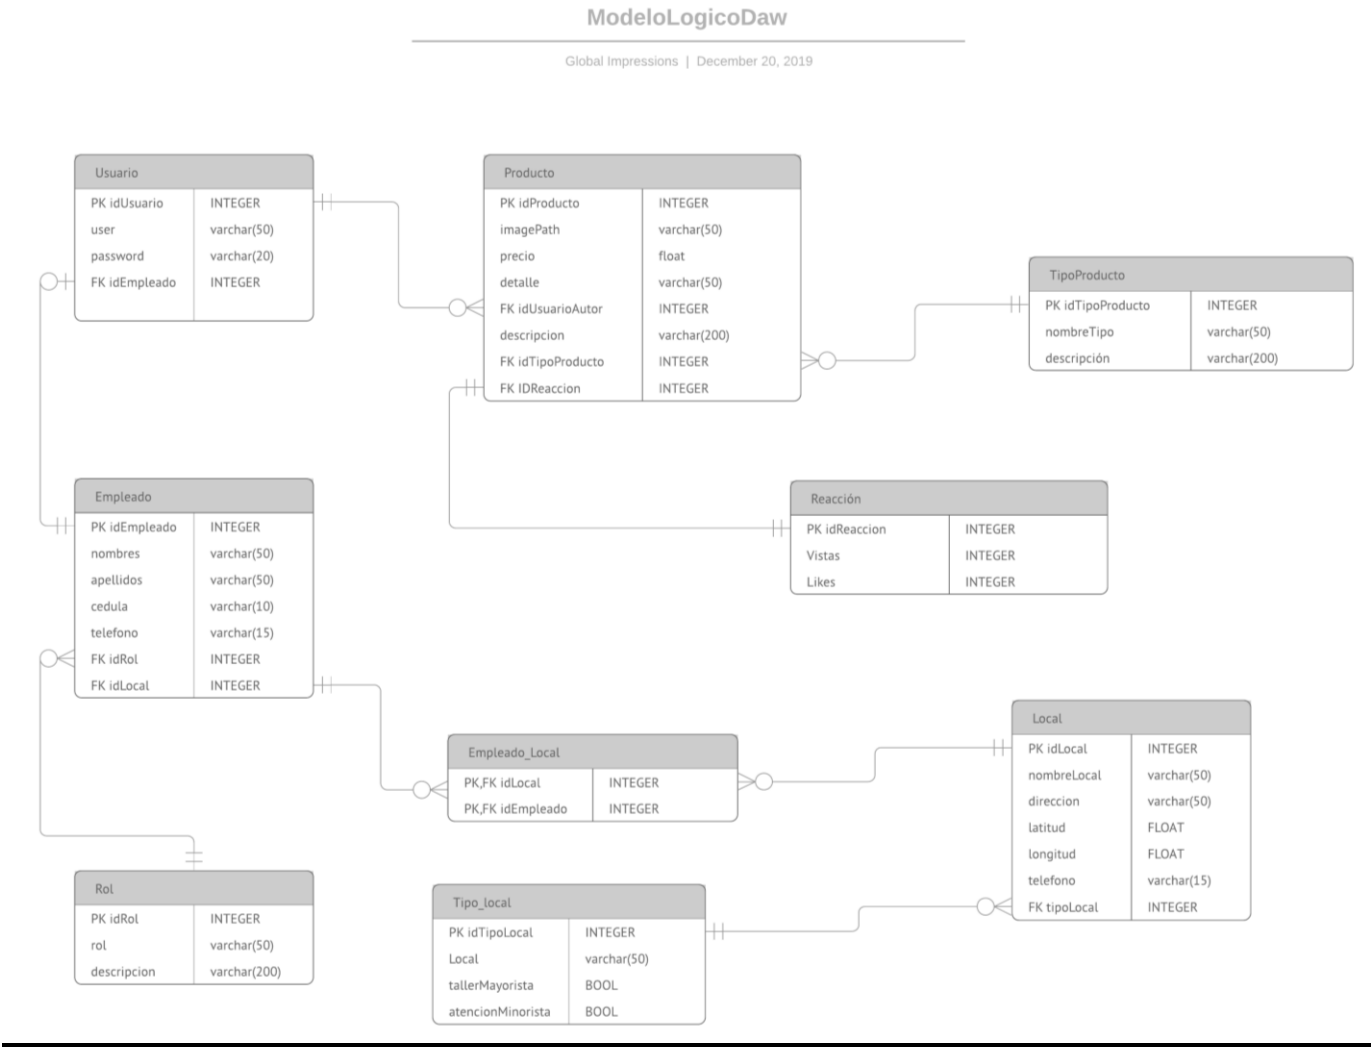 ModeloLogicoDaw
Global Impressions | December 20, 2019
Usuario
PK idUsuario INTEGER
user varchar(50)
password varchar(20)
FK idEmpleado INTEGER
Producto
PK idProducto INTEGER
imagePath varchar(50)
precio float
detalle varchar(50)
FK idUsuarioAutor INTEGER
descripcion varchar(200)
FK idTipoProducto INTEGER
FK IDReaccion INTEGER
TipoProducto
PK idTipoProducto INTEGER
nombreTipo varchar(50)
descripción varchar(200)
Empleado
PK idEmpleado INTEGER
nombres varchar(50)
apellidos varchar(50)
cedula varchar(10)
telefono varchar(15)
FK idRol INTEGER
FK idLocal INTEGER
Reacción
PK idReaccion INTEGER
Vistas INTEGER
Likes INTEGER
Empleado_Local
PK,FK idLocal INTEGER
PK,FK idEmpleado INTEGER
Local
PK idLocal INTEGER
nombreLocal varchar(50)
direccion varchar(50)
latitud FLOAT
longitud FLOAT
telefono varchar(15)
FK tipoLocal INTEGER
Rol
PK idRol INTEGER
rol varchar(50)
descripcion varchar(200)
Tipo_local
PK idTipoLocal INTEGER
Local varchar(50)
tallerMayorista BOOL
atencionMinorista BOOL